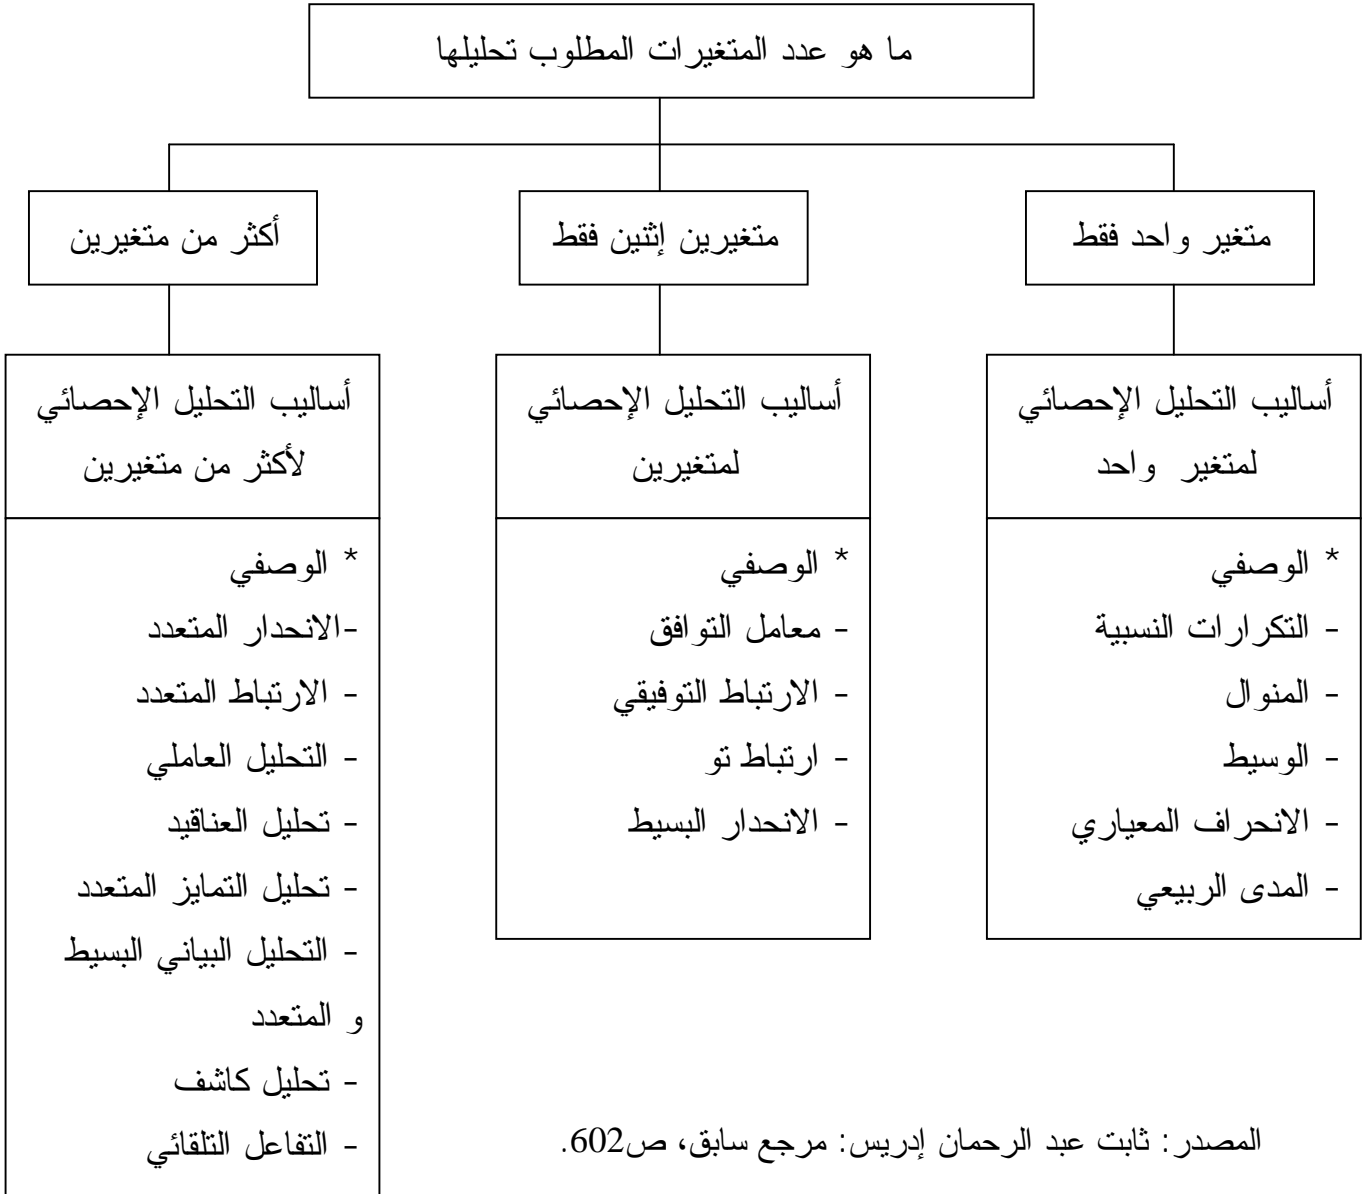 ما هو عدد المتغيرات المطلوب تحليلها
متغير واحد فقط
متغيرين إثنين فقط
أكثر من متغيرين
أساليب التحليل الإحصائي
لمتغير واحد
* الوصفي
- التكرارات النسبية
- المنوال
- الوسيط
- الانحراف المعياري
- المدى الربيعي
أساليب التحليل الإحصائي
لمتغيرين
* الوصفي
- معامل التوافق
- الارتباط التوفيقي
- ارتباط تو
- الانحدار البسيط
أساليب التحليل الإحصائي
لأكثر من متغيرين
* الوصفي
-الانحدار المتعدد
- الارتباط المتعدد
- التحليل العاملي
- تحليل العناقيد
- تحليل التمايز المتعدد
- التحليل البياني البسيط
و المتعدد
- تحليل كاشف
- التفاعل التلقائي
المصدر: ثابت عبد الرحمان إدريس: مرجع سابق، ص602.